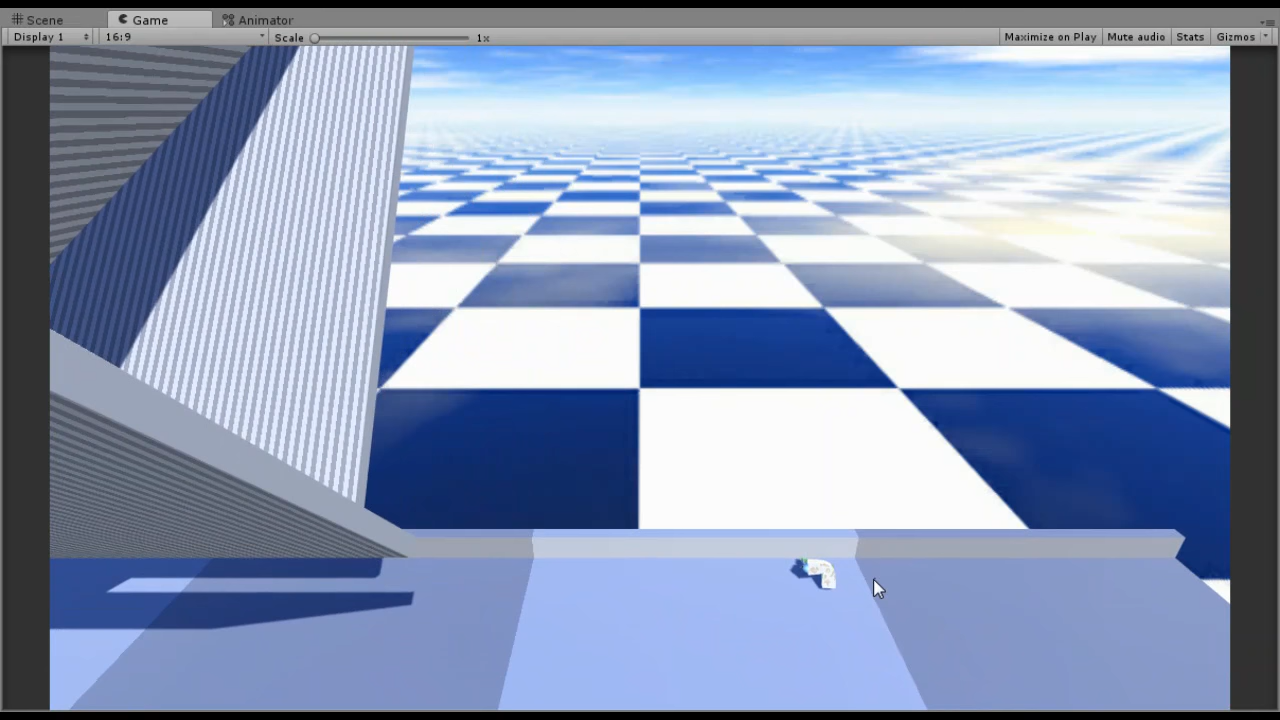 Scene Game Animator
Display 1 16:9 Scale 1x Maximize on Play Mute audio Stats Gizmos